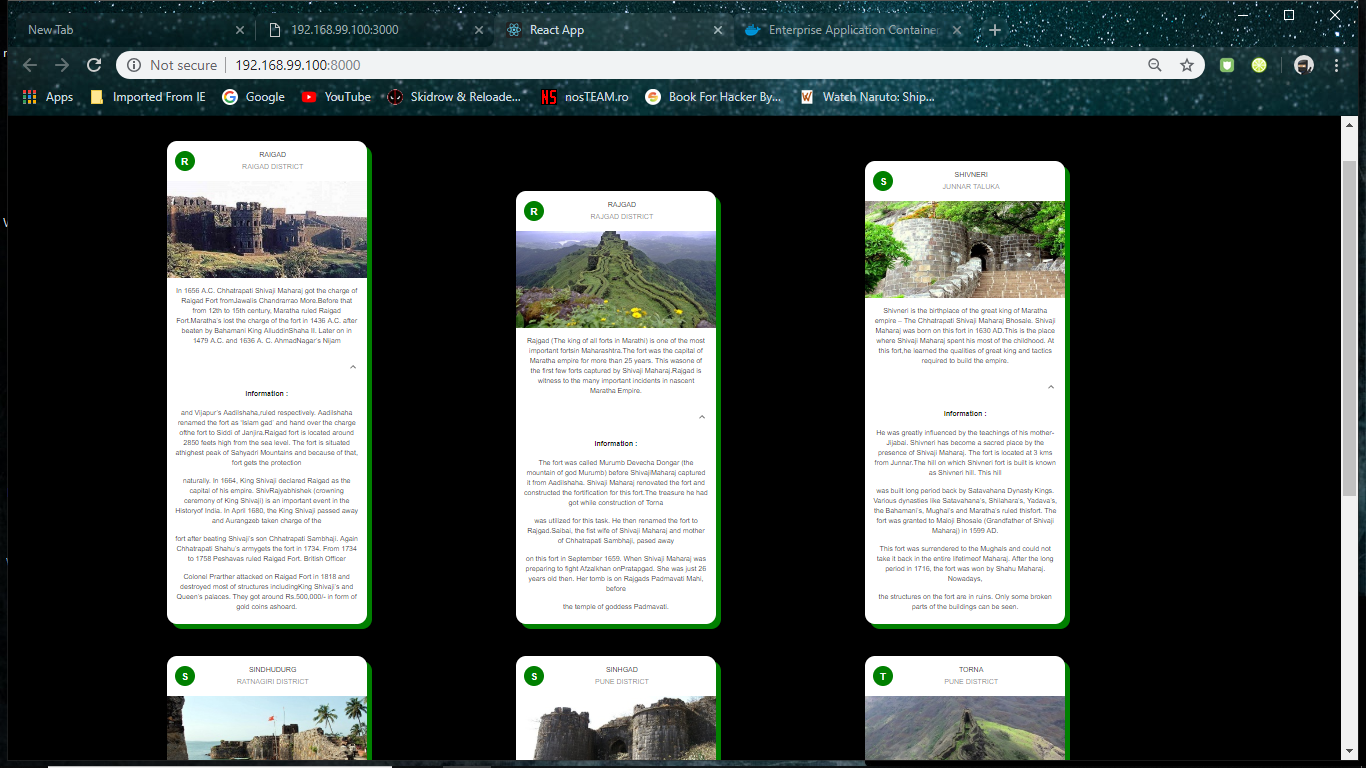 New Tab
192.168.99.100:3000
React App
Enterprise Application Container
Not secure
192.168.99.100:8000
Apps
Imported From IE
Google
YouTube
Skidrow & Reloade...
NS
nosTEAM.ro
Book For Hacker By...
W
Watch Naruto: Ship...
R
RAIGAD
RAIGAD DISTRICT
In 1656 A.C. Chhatrapati Shivaji Maharaj got the charge of
Raigad Fort fromJawalis Chandrarrao More.Before that
from 12th to 15th century, Maratha ruled Raigad
Fort.Maratha's lost the charge of the fort in 1436 A.C. after
beaten by Bahamani King AlluddinShaha II. Later on in
1479 A.C. and 1636 A. C. AhmadNagar's Nijam
Information :
and Vijapur's Aadilshaha,ruled respectively. Aadilshaha
renamed the fort as 'Islam gad' and hand over the charge
ofthe fort to Siddi of Janjira.Raigad fort is located around
2850 feets high from the sea level. The fort is situated
athighest peak of Sahyadri Mountains and because of that,
fort gets the protection
naturally. In 1664, King Shivaji declared Raigad as the
capital of his empire. ShivRajyabhishek (crowning
ceremony of King Shivaji) is an important event in the
Historyof India. In April 1680, the King Shivaji passed away
and Aurangzeb taken charge of the
fort after beating Shivaji's son Chhatrapati Sambhaji. Again
Chhatrapati Shahu's armygets the fort in 1734. From 1734
to 1758 Peshavas ruled Raigad Fort. British Officer
Colonel Prarther attacked on Raigad Fort in 1818 and
destroyed most of structures includingKing Shivaji's and
Queen's palaces. They got around Rs.500,000/- in form of
gold coins ashoard.
R
RAJGAD
RAJGAD DISTRICT
Rajgad (The king of all forts in Marathi) is one of the most
important fortsin Maharashtra.The fort was the capital of
Maratha empire for more than 25 years. This wasone of
the first few forts captured by Shivaji Maharaj.Rajgad is
witness to the many important incidents in nascent
Maratha Empire.
Information :
The fort was called Murumb Devecha Dongar (the
mountain of god Murumb) before ShivajiMaharaj captured
it from Aadilshaha. Shivaji Maharaj renovated the fort and
constructed the fortification for this fort.The treasure he had
got while construction of Torna
was utilized for this task. He then renamed the fort to
Rajgad.Saibai, the fist wife of Shivaji Maharaj and mother
of Chhatrapati Sambhaji, pased away
on this fort in September 1659. When Shivaji Maharaj was
preparing to fight Afzalkhan onPratapgad. She was just 26
years old then. Her tomb is on Rajgads Padmavati Mahi,
before
the temple of goddess Padmavati.
S
SHIVNERI
JUNNAR TALUKA
Shivneri is the birthplace of the great king of Maratha
empire – The Chhatrapati Shivaji Maharaj Bhosale. Shivaji
Maharaj was born on this fort in 1630 AD.This is the place
where Shivaji Maharaj spent his most of the childhood. At
this fort,he learned the qualities of great king and tactics
required to build the empire.
Information :
He was greatly influenced by the teachings of his mother-
Jijabai. Shivneri has become a sacred place by the
presence of Shivaji Maharaj. The fort is located at 3 kms
from Junnar.The hill on which Shivneri fort is built is known
as Shivneri hill. This hill
was built long period back by Satavahana Dynasty Kings.
Various dynasties like Satavahana's, Shilahara's, Yadava's,
the Bahamani's, Mughal's and Maratha's ruled thisfort. The
fort was granted to Maloji Bhosale (Grandfather of Shivaji
Maharaj) in 1599 AD.
This fort was surrendered to the Mughals and could not
take it back in the entire lifetimeof Maharaj. After the long
period in 1716, the fort was won by Shahu Maharaj.
Nowadays,
the structures on the fort are in ruins. Only some broken
parts of the buildings can be seen.
S
SINDHUDURG
RATNAGIRI DISTRICT
S
SINHGAD
PUNE DISTRICT
T
TORNA
PUNE DISTRICT